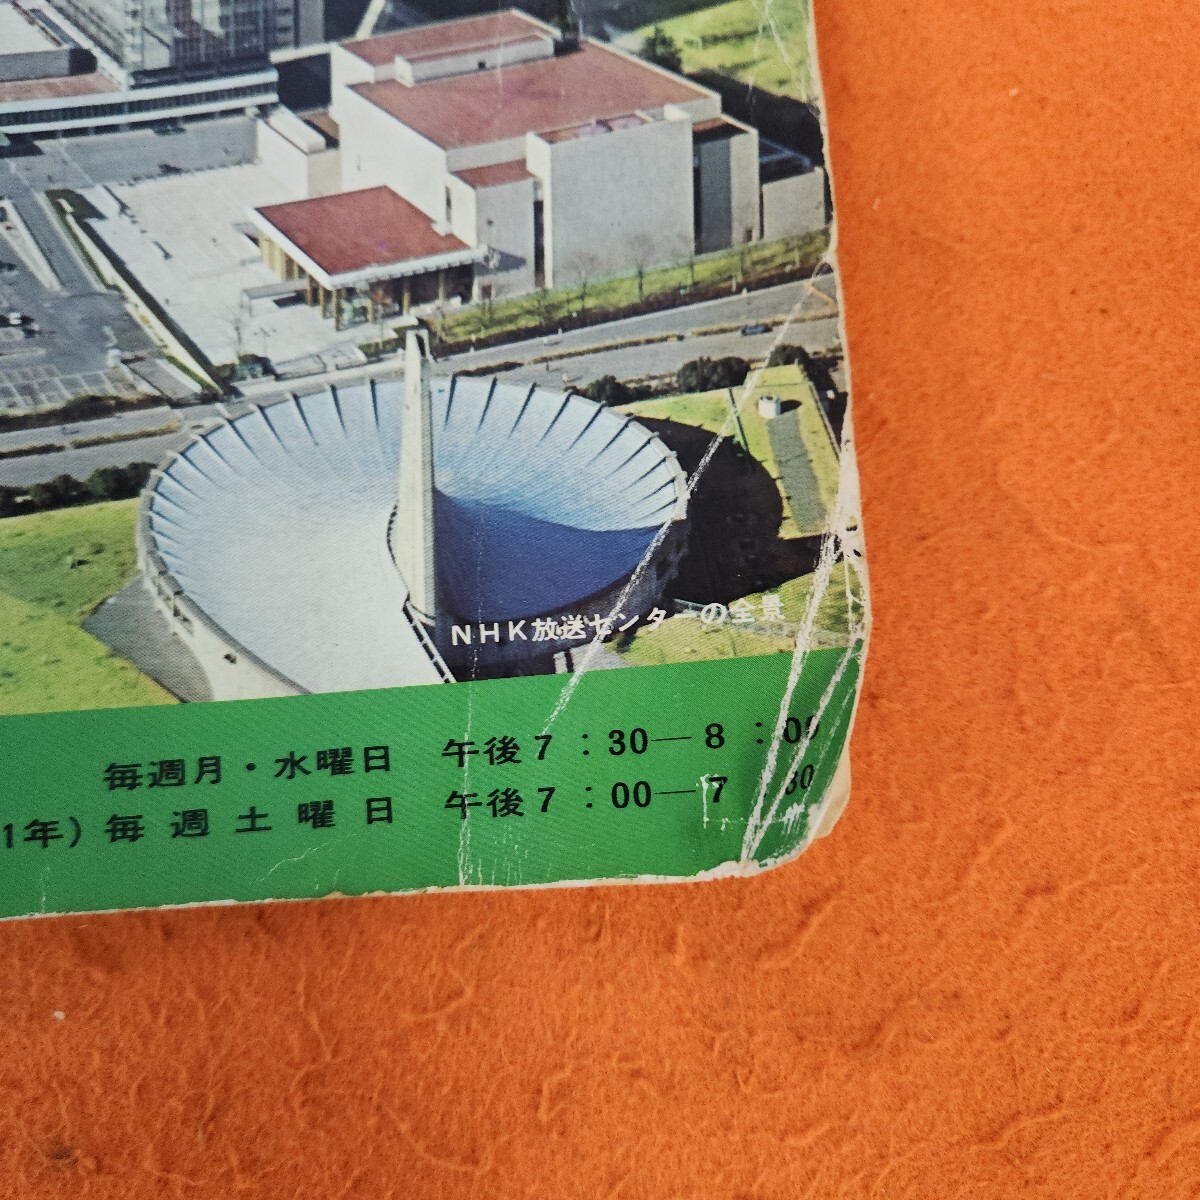 NHK放送センターの全景
毎週月・水曜日 午後7:30—8:00
1年)毎週土曜日 午後7:00—7:30